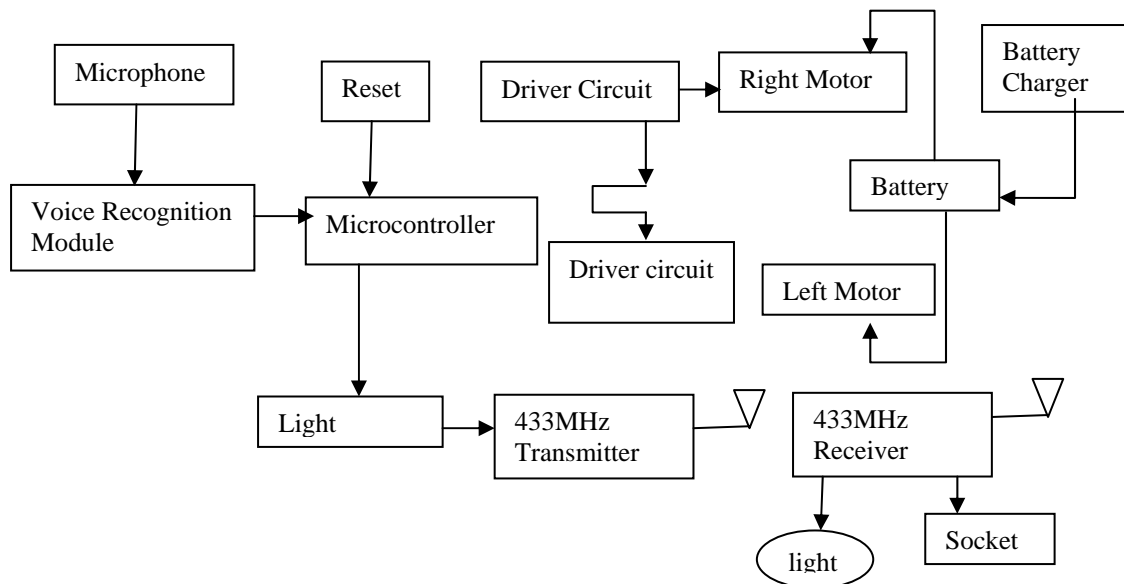 Microphone
Reset
Driver Circuit
Right Motor
Battery
Charger
Voice Recognition
Module
Microcontroller
Battery
Driver circuit
Left Motor
Light
433MHz
Transmitter
433MHz
Receiver
light
Socket